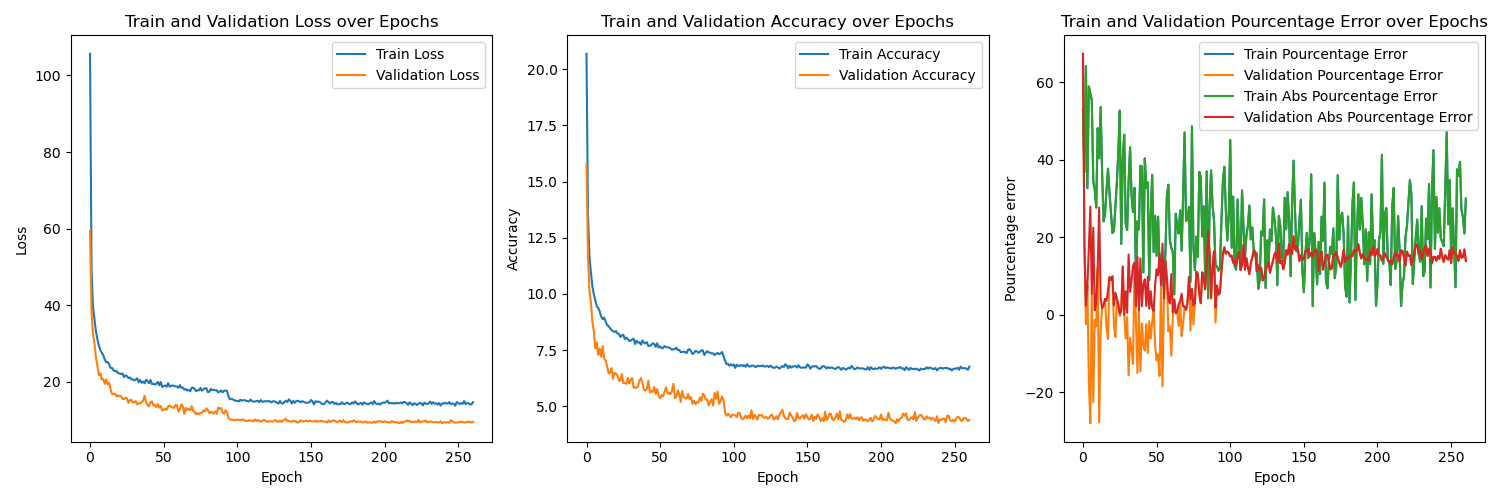 Train and Validation Loss over Epochs
Train Loss
Validation Loss
100
80
60
40
20
Loss
0 50 100 150 200 250
Epoch
Train and Validation Accuracy over Epochs
Train Accuracy
Validation Accuracy
20.0
17.5
15.0
12.5
10.0
7.5
5.0
Accuracy
0 50 100 150 200 250
Epoch
Train and Validation Pourcentage Error over Epochs
Train Pourcentage Error
Validation Pourcentage Error
Train Abs Pourcentage Error
Validation Abs Pourcentage Error
60
40
20
0
−20
Pourcentage error
0 50 100 150 200 250
Epoch